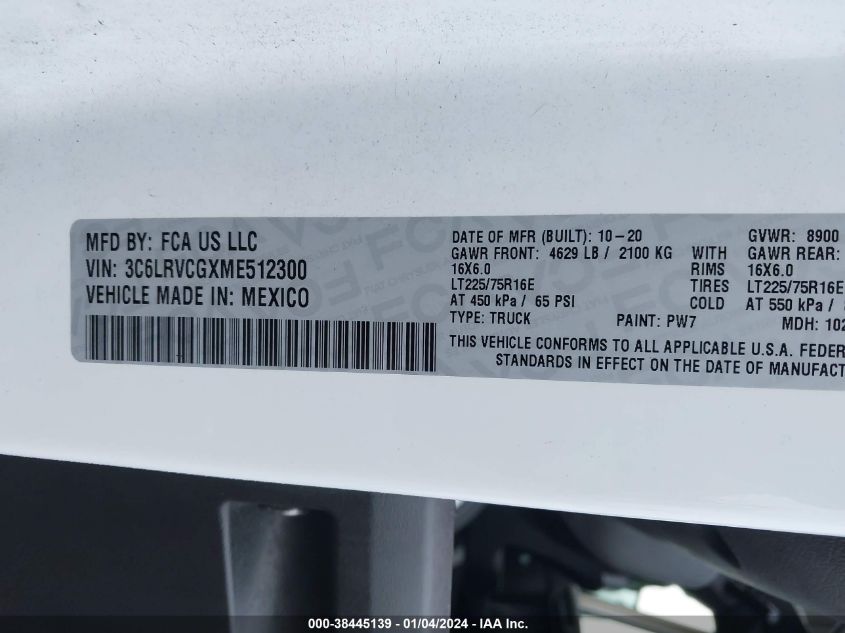 MFD BY: FCA US LLC
VIN: 3C6LRVCGXME512300
VEHICLE MADE IN: MEXICO
DATE OF MFR (BUILT): 10-20 GVWR: 8900
GAWR FRONT: 4629 LB / 2100 KG WITH GAWR REAR:
16X6.0 RIMS 16X6.0
LT225/75R16E TIRES LT225/75R16E
AT 450 kPa / 65 PSI COLD AT 550 kPa /
TYPE: TRUCK PAINT: PW7 MDH: 102
THIS VEHICLE CONFORMS TO ALL APPLICABLE U.S.A. FEDER
STANDARDS IN EFFECT ON THE DATE OF MANUFACT
000-38445139 - 01/04/2024 - IAA Inc.